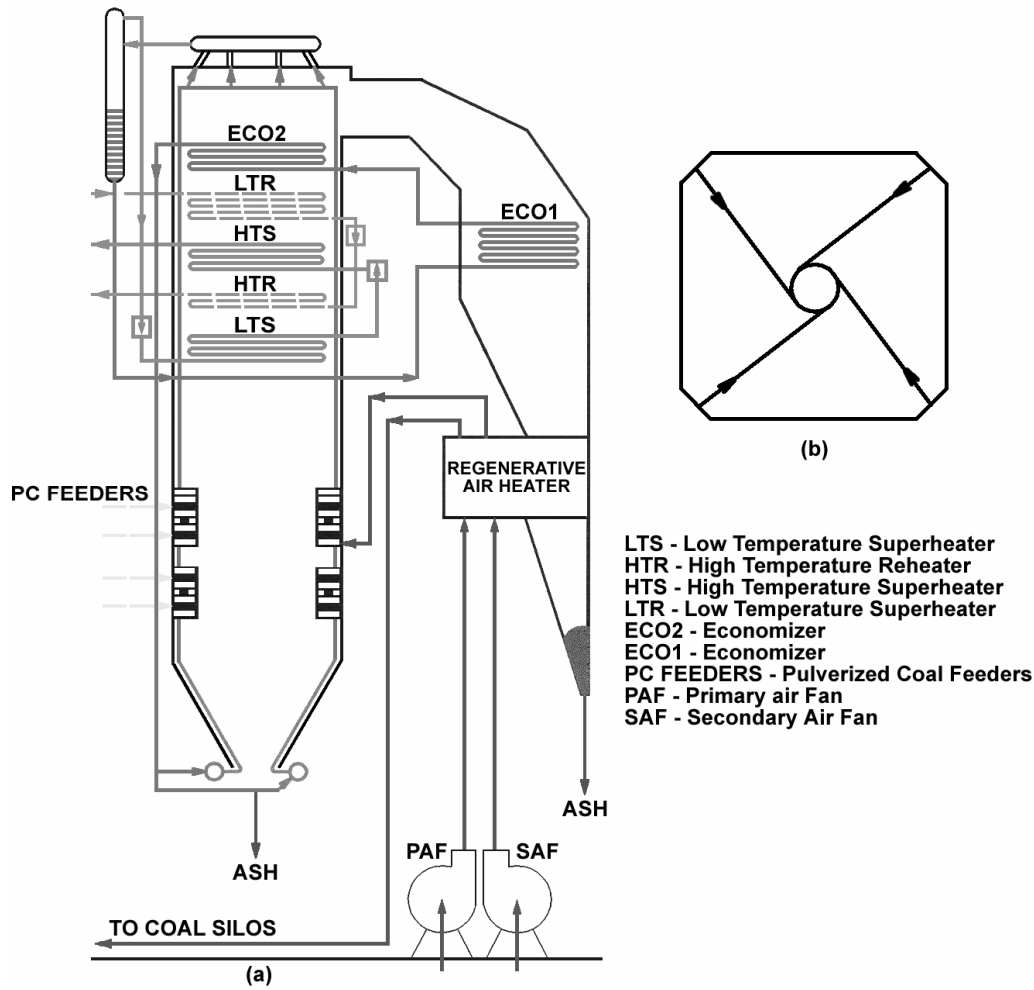 ECO2
LTR
HTS
HTR
LTS
ECO1
REGENERATIVE
AIR HEATER
PC FEEDERS
ASH
ASH
PAF
SAF
TO COAL SILOS
(a)
(b)
LTS - Low Temperature Superheater
HTR - High Temperature Reheater
HTS - High Temperature Superheater
LTR - Low Temperature Superheater
ECO2 - Economizer
ECO1 - Economizer
PC FEEDERS - Pulverized Coal Feeders
PAF - Primary air Fan
SAF - Secondary Air Fan